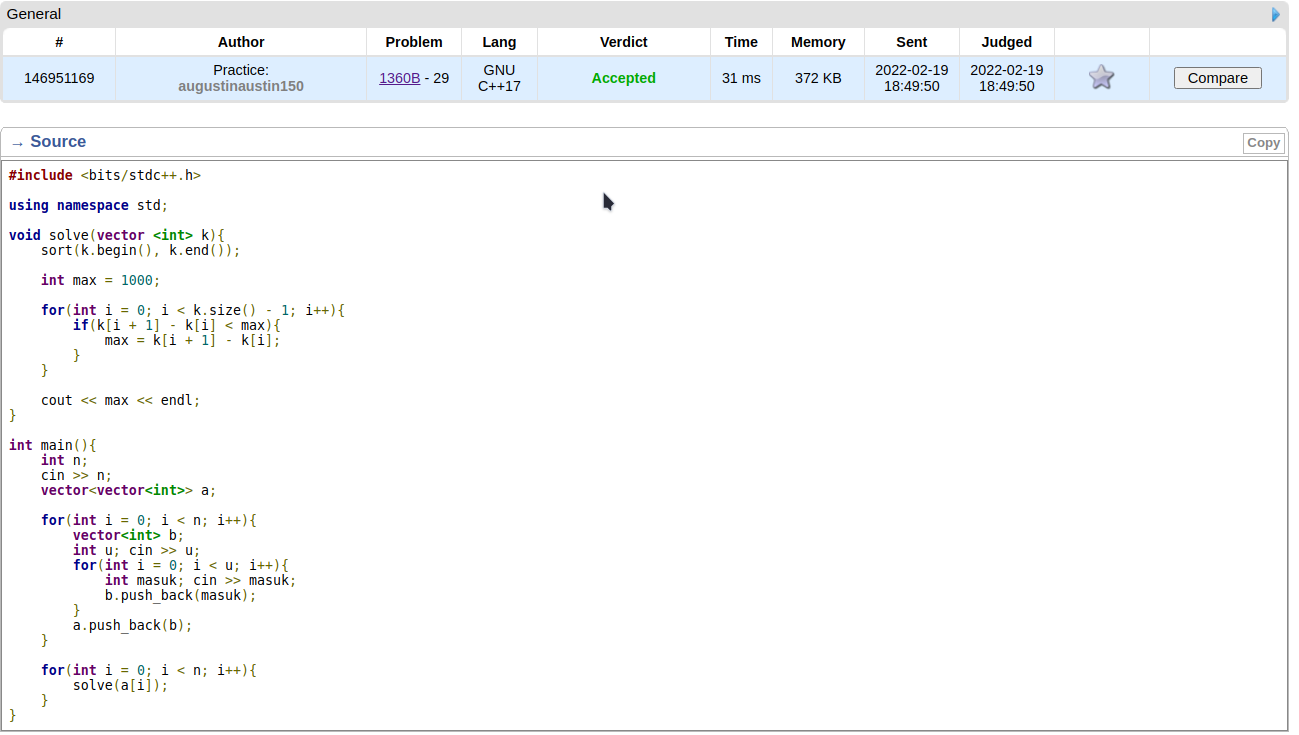 General
# Author Problem Lang Verdict Time Memory Sent Judged
146951169 Practice: augustinaustin150 1360B - 29 GNU C++17 Accepted 31 ms 372 KB 2022-02-19 18:49:50 2022-02-19 18:49:50 Compare
→ Source Copy
#include <bits/stdc++.h>

using namespace std;

void solve(vector <int> k){
    sort(k.begin(), k.end());

    int max = 1000;

    for(int i = 0; i < k.size() - 1; i++){
        if(k[i + 1] - k[i] < max){
            max = k[i + 1] - k[i];
        }
    }

    cout << max << endl;
}

int main(){
    int n;
    cin >> n;
    vector<vector<int>> a;

    for(int i = 0; i < n; i++){
        vector<int> b;
        int u; cin >> u;
        for(int i = 0; i < u; i++){
            int masuk; cin >> masuk;
            b.push_back(masuk);
        }
        a.push_back(b);
    }

    for(int i = 0; i < n; i++){
        solve(a[i]);
    }
}